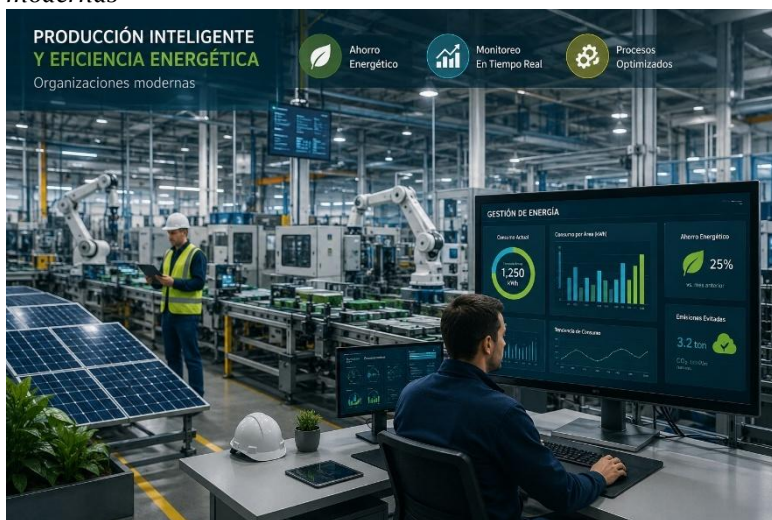 modernas
PRODUCCIÓN INTELIGENTE
Y EFICIENCIA ENERGÉTICA
Organizaciones modernas
Ahorro
Energético
Monitoreo
En Tiempo Real
Procesos
Optimizados
GESTIÓN DE ENERGÍA
Consumo Actual
1,250
kWh
Consumo por Área (kWh)
Ahorro Energético
25%
Tendencia de Consumo
Emisiones Evitadas
3.2 ton